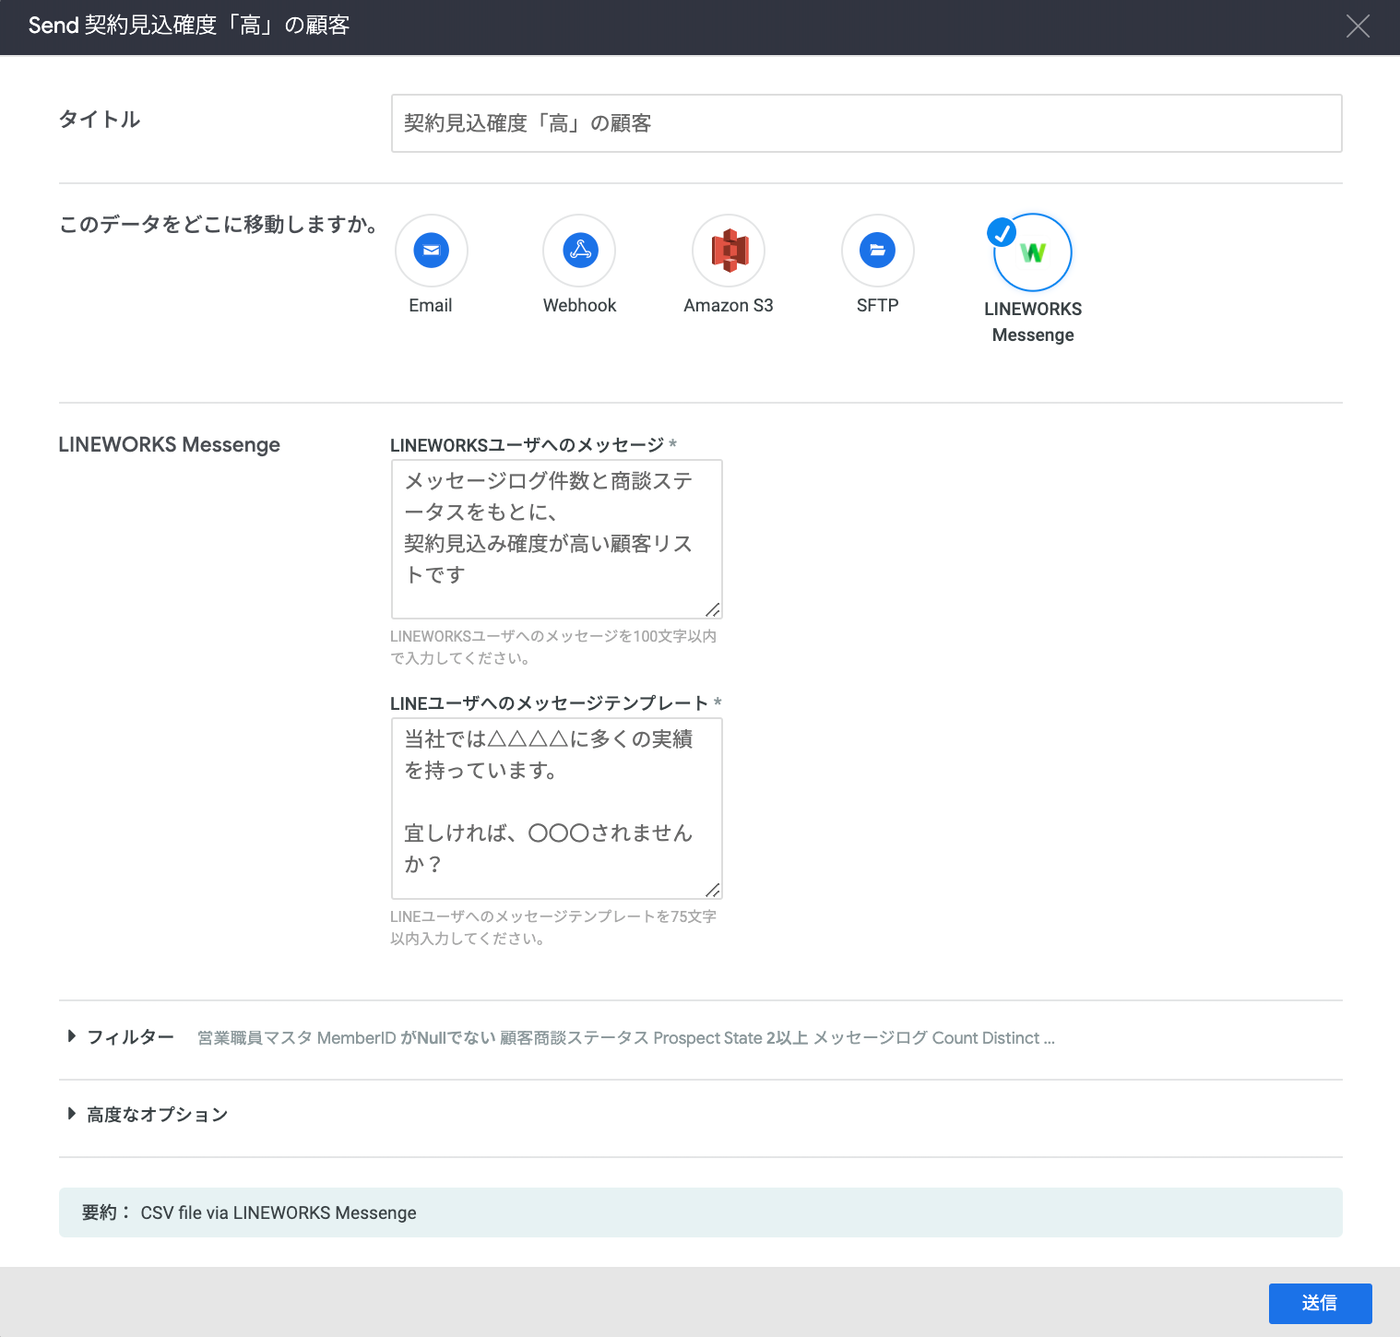 Send 契約見込確度「高」の顧客
タイトル
契約見込確度「高」の顧客
このデータをどこに移動しますか。
Email
Webhook
Amazon S3
SFTP
LINEWORKS
Messenge
LINEWORKS Messenge
LINEWORKSユーザへのメッセージ *
メッセージログ件数と商談ステ
ータスをもとに、
契約見込み確度が高い顧客リス
トです
LINEWORKSユーザへのメッセージを100文字以内
で入力してください。
LINEユーザへのメッセージテンプレート *
当社では△△△△に多くの実績
を持っています。
宜しければ、〇〇〇されません
か？
LINEユーザへのメッセージテンプレートを75文字
以内入力してください。
フィルター 営業職員マスタ MemberID がNullでない 顧客商談ステータス Prospect State 2以上 メッセージログ Count Distinct ...
高度なオプション
要約： CSV file via LINEWORKS Messenge
送信